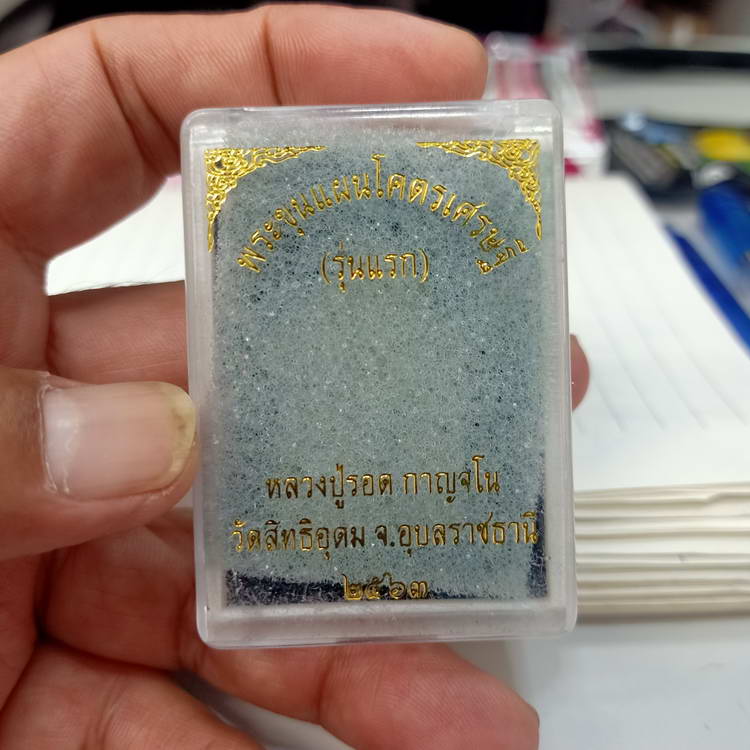 พระขุนแผนโคตรเศรษฐี
(รุ่นแรก)
หลวงปู่รอด กาญจโน
วัดสิทธิอุดม จ.อุบลราชธานี
๒๕๖๓